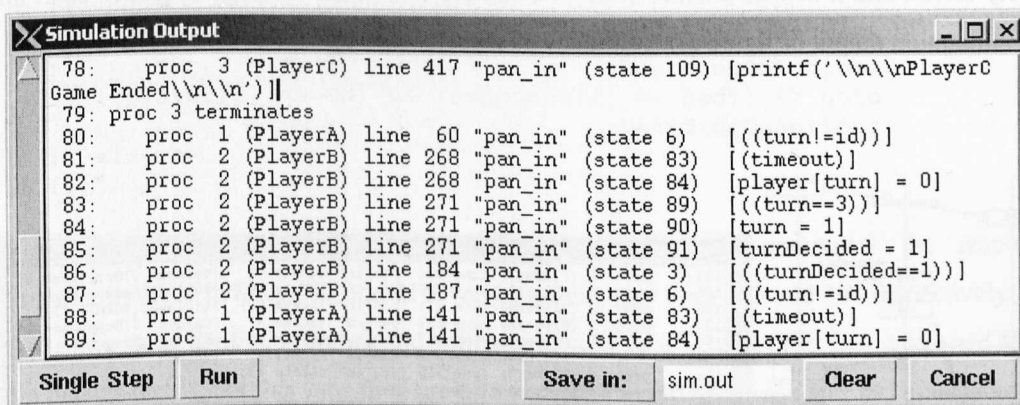 Simulation Output
78: proc 3 (PlayerC) line 417 "pan_in" (state 109) [printf('\\n\\nPlayerC
Game Ended\\n\\n')]
79: proc 3 terminates
80: proc 1 (PlayerA) line 60 "pan_in" (state 6) [((turn!=id))]
81: proc 2 (PlayerB) line 268 "pan_in" (state 83) [(timeout)]
82: proc 2 (PlayerB) line 268 "pan_in" (state 84) [player[turn] = 0]
83: proc 2 (PlayerB) line 271 "pan_in" (state 89) [((turn==3))]
84: proc 2 (PlayerB) line 271 "pan_in" (state 90) [turn = 1]
85: proc 2 (PlayerB) line 271 "pan_in" (state 91) [turnDecided = 1]
86: proc 2 (PlayerB) line 184 "pan_in" (state 3) [((turnDecided==1))]
87: proc 2 (PlayerB) line 187 "pan_in" (state 6) [((turn!=id))]
88: proc 1 (PlayerA) line 141 "pan_in" (state 83) [(timeout)]
89: proc 1 (PlayerA) line 141 "pan_in" (state 84) [player[turn] = 0]
Single Step Run Save in: sim.out Clear Cancel